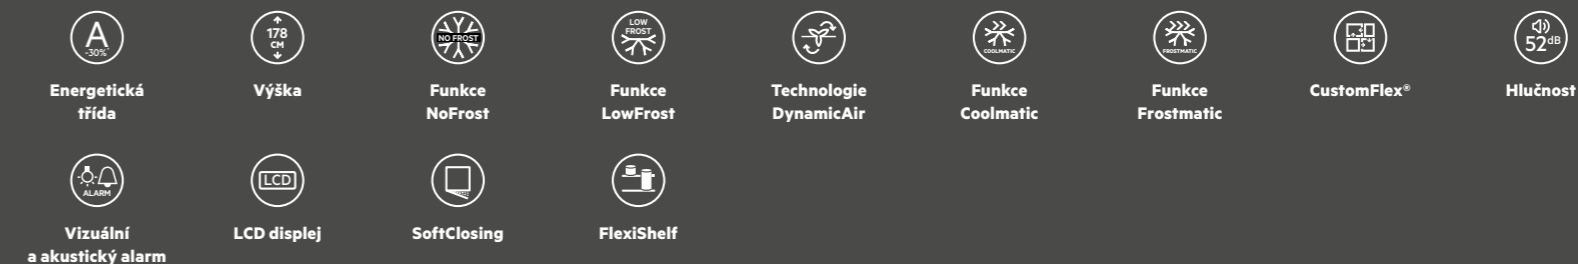 A
-30%
178
CM
NO FROST
LOW
FROST
COOLMATIC
FROSTMATIC
52dB
Energetická
třída
Výška
Funkce
NoFrost
Funkce
LowFrost
Technologie
DynamicAir
Funkce
Coolmatic
Funkce
Frostmatic
CustomFlex®
Hlučnost
ALARM
LCD
Vizuální
a akustický alarm
LCD displej
SoftClosing
FlexiShelf